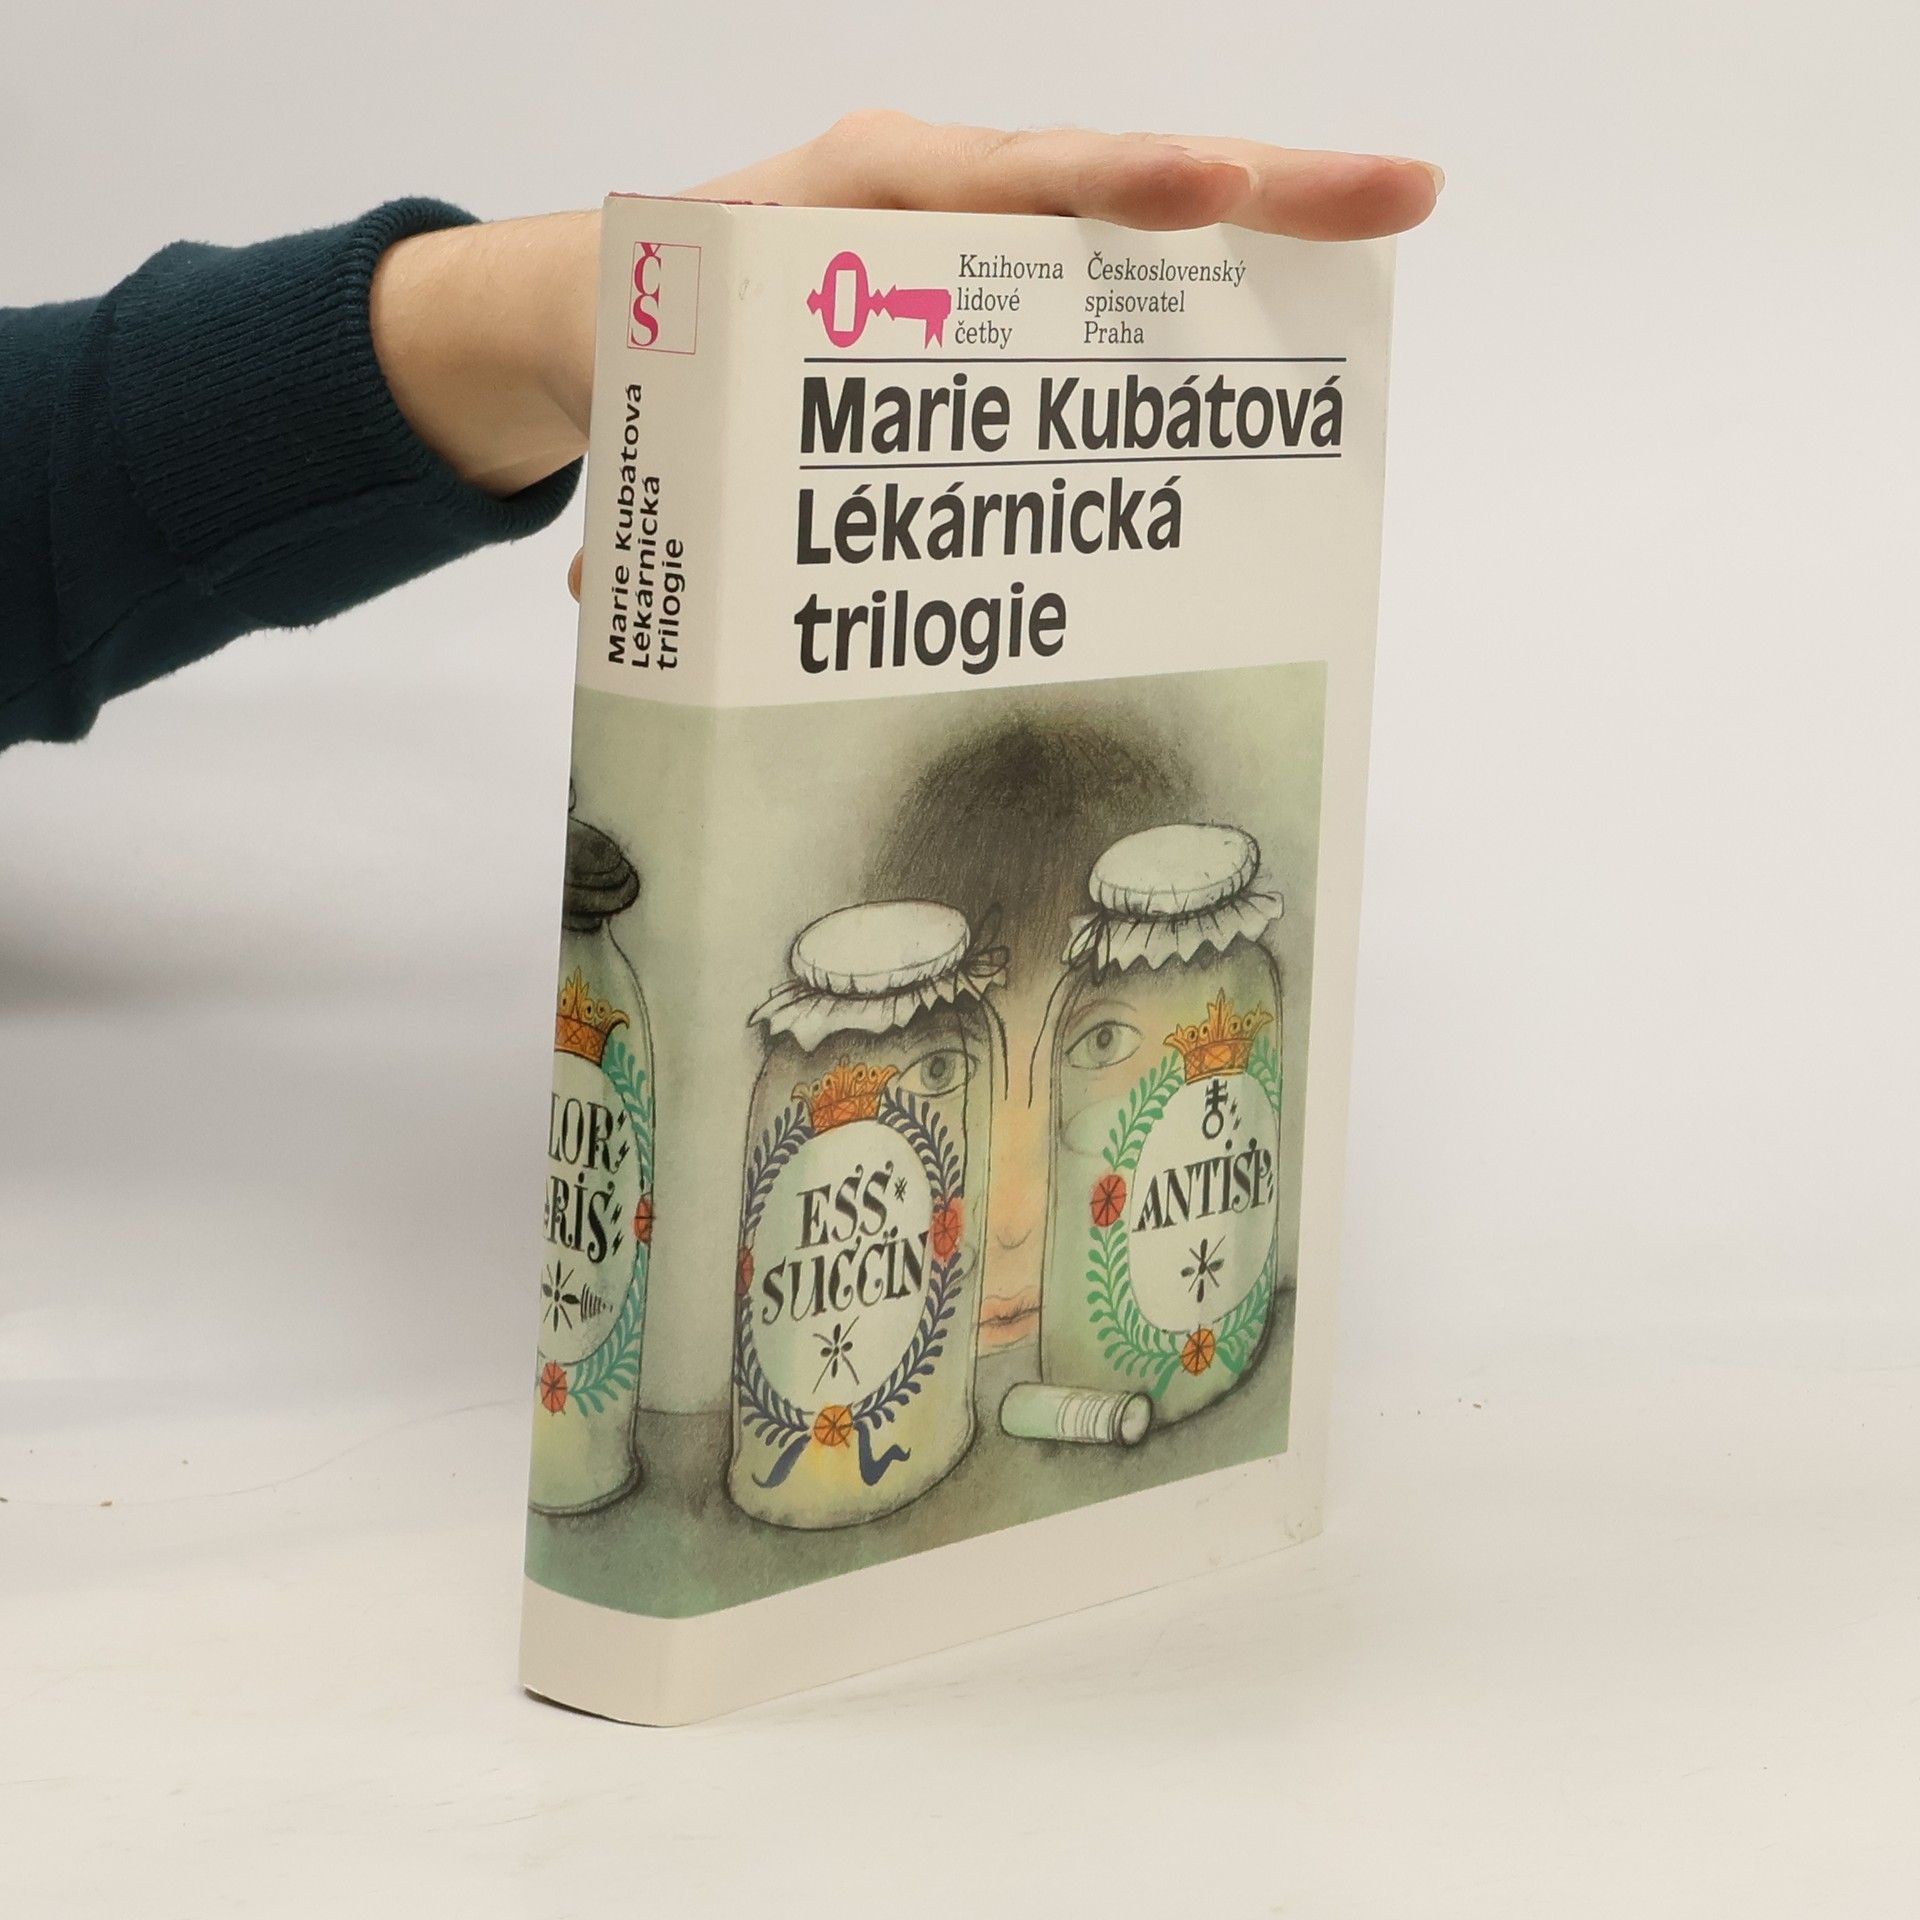 ČS
Marie Kubátová
Lékárnická
trilogie
Knihovna
lidové
četby
Československý
spisovatel
Praha
Marie Kubátová
Lékárnická
trilogie
ESS
SUCCIN
ANTISP